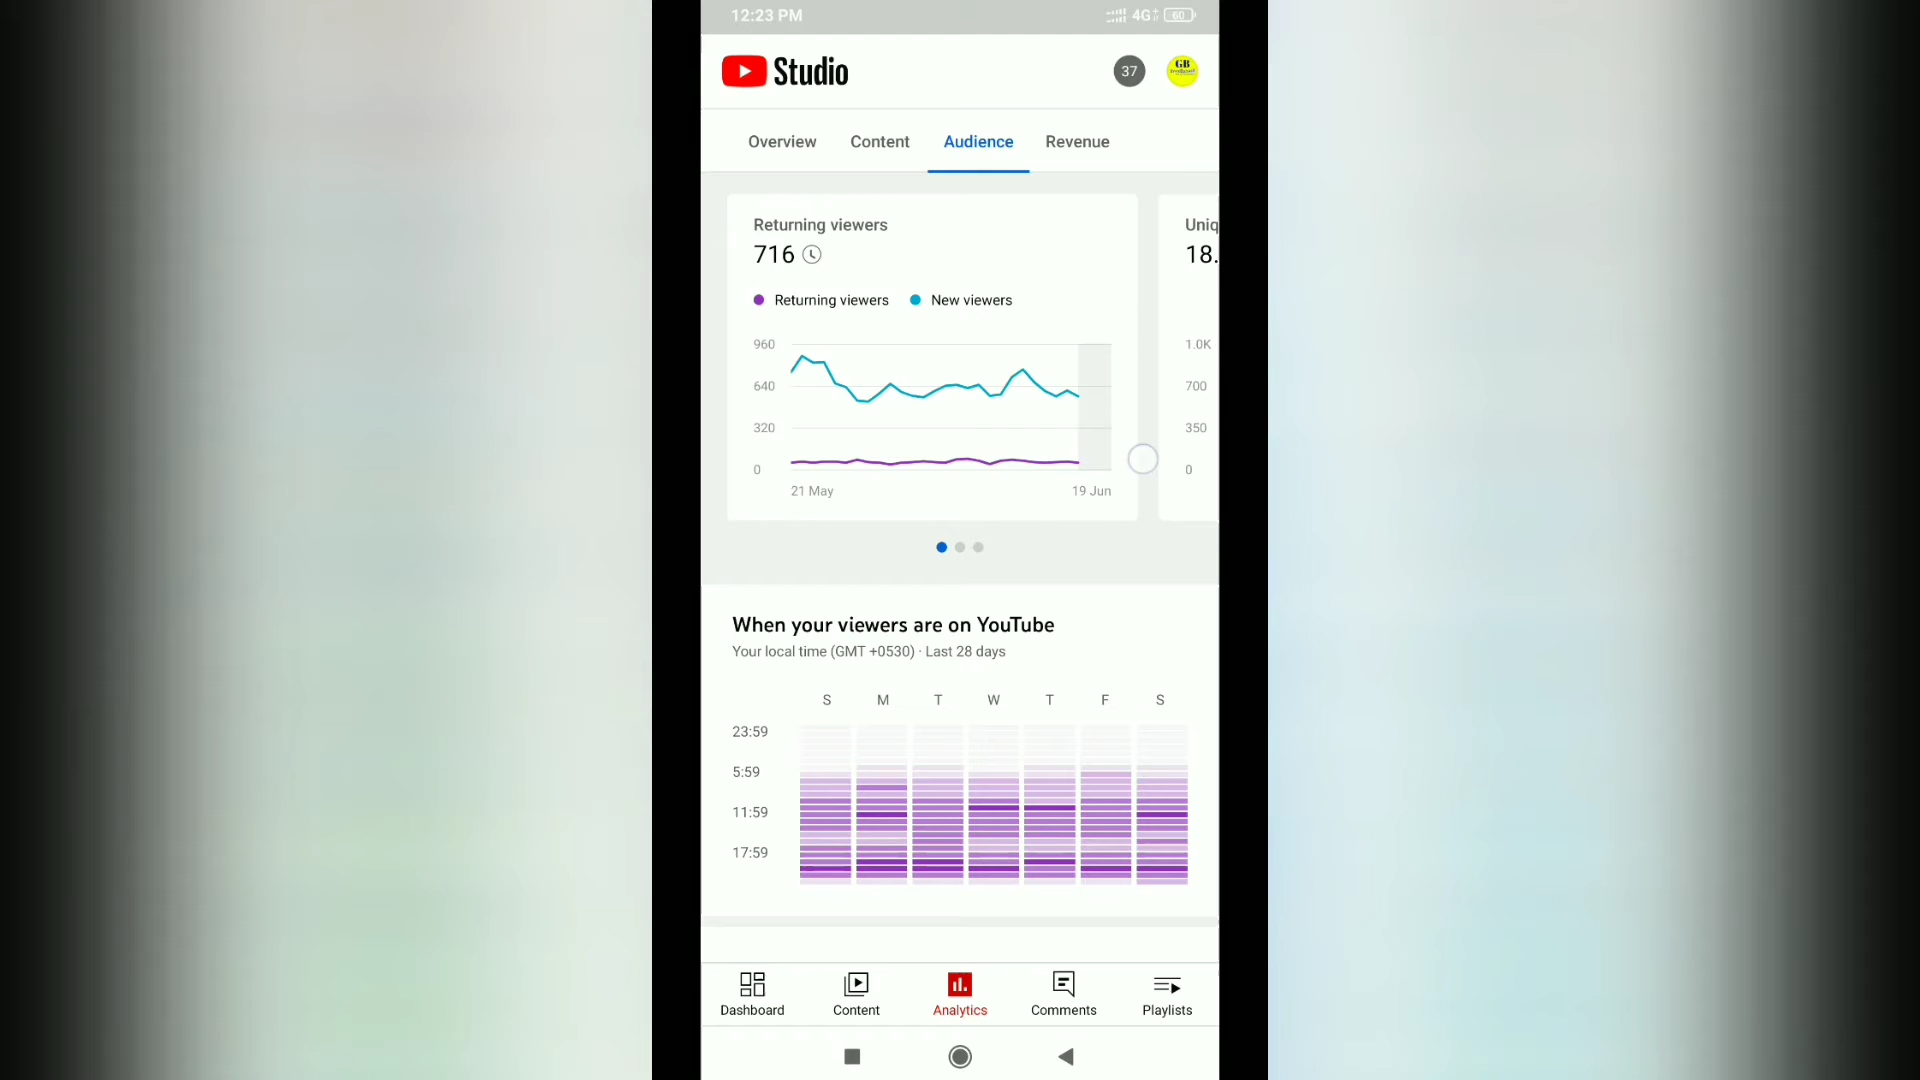 12:23 PM
4G+
60
Studio
37
GB
Overview Content Audience Revenue
Returning viewers
716
Returning viewers New viewers
960
640
320
0
21 May 19 Jun
Uniq
18.
1.0K
700
350
0
When your viewers are on YouTube
Your local time (GMT +0530) · Last 28 days
S M T W T F S
23:59
5:59
11:59
17:59
Dashboard Content Analytics Comments Playlists